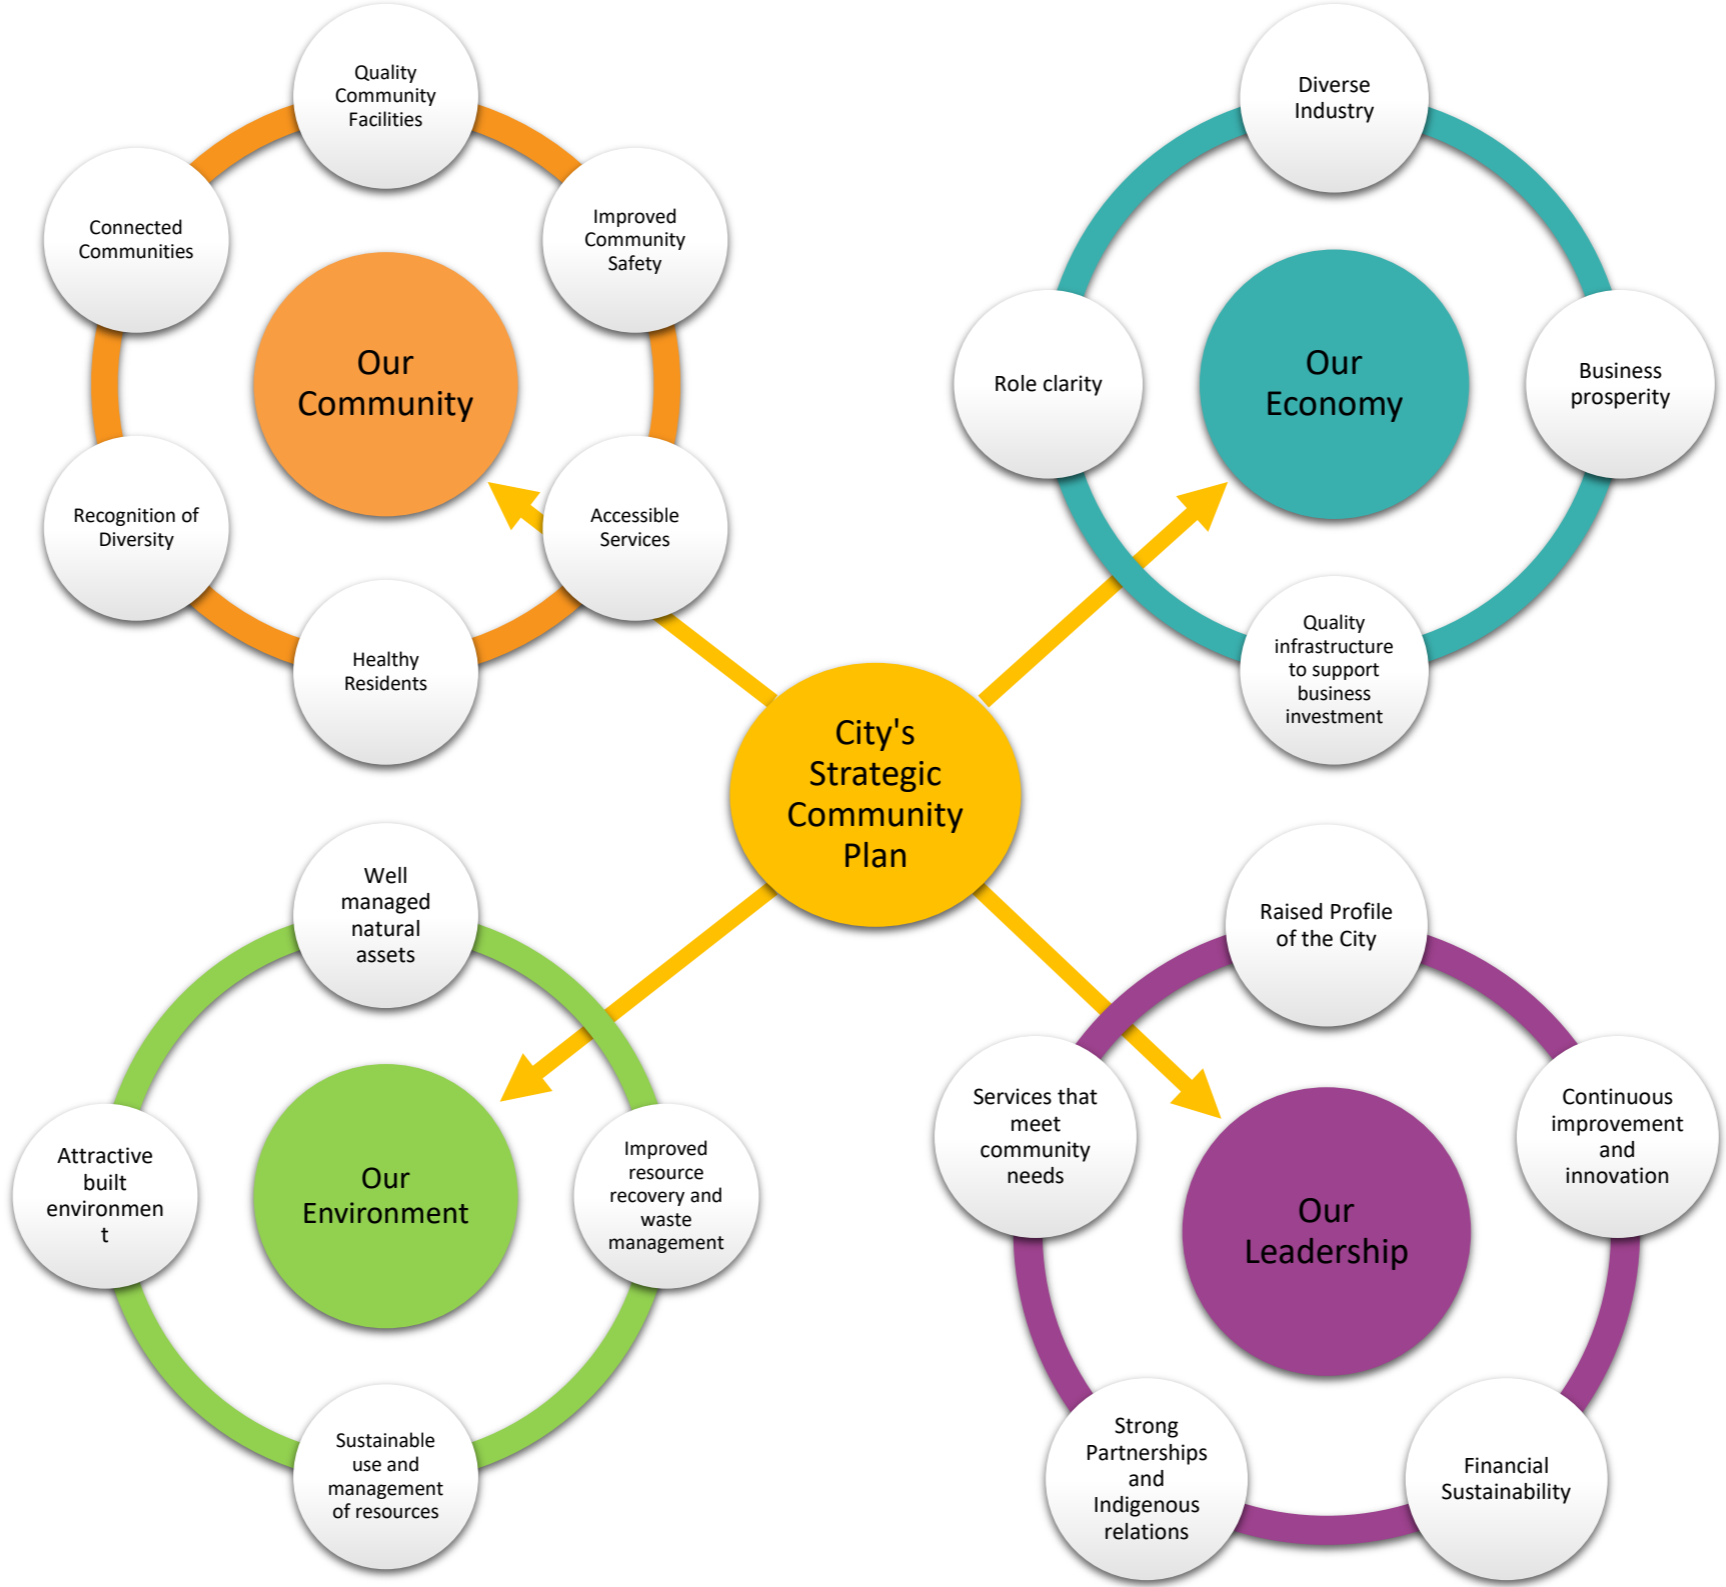 Quality
Community
Facilities
Improved
Community
Safety
Accessible
Services
Healthy
Residents
Recognition of
Diversity
Connected
Communities
Our
Community
Diverse
Industry
Business
prosperity
Quality
infrastructure
to support
business
investment
Role clarity
Our
Economy
City's
Strategic
Community
Plan
Well
managed
natural
assets
Improved
resource
recovery and
waste
management
Sustainable
use and
management
of resources
Attractive
built
environmen
t
Our
Environment
Raised Profile
of the City
Continuous
improvement
and
innovation
Financial
Sustainability
Strong
Partnerships
and
Indigenous
relations
Services that
meet
community
needs
Our
Leadership